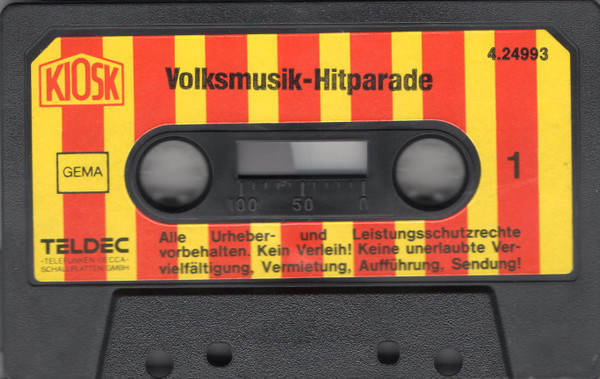 KIOSK
Volksmusik-Hitparade
4.24993
GEMA
1
100 50 0
TELDEC
-TELEFUNKEN-DECCA-
SCHALLPLATTEN GMBH
Alle Urheber- und Leistungsschutzrechte
vorbehalten. Kein Verleih! Keine unerlaubte Ver-
vielfältigung, Vermietung, Aufführung, Sendung!